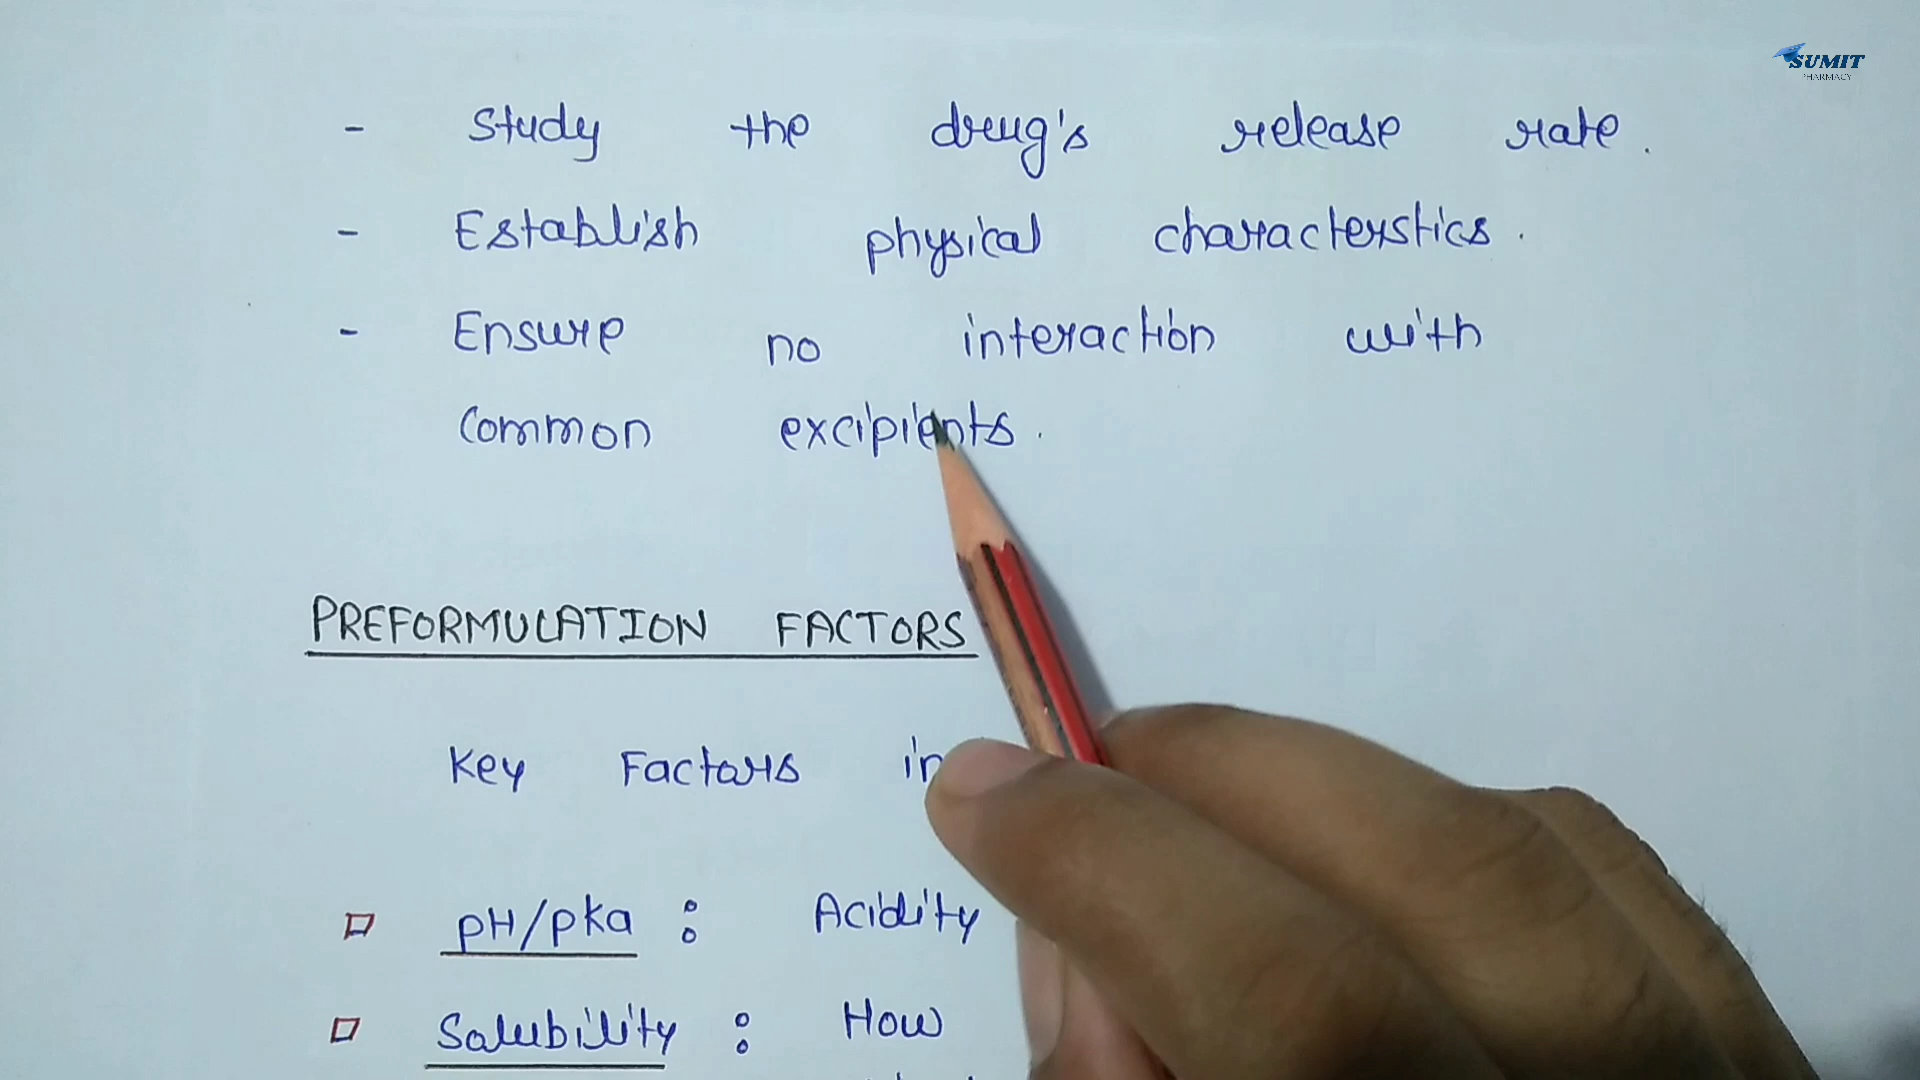 SUMIT
PHARMACY
- Study the drug's release rate.
- Establish physical characterstics.
- Ensure no interaction with
common excipients.
PREFORMULATION FACTORS
Key Factors in
pH/pka : Acidity
Solubility : How